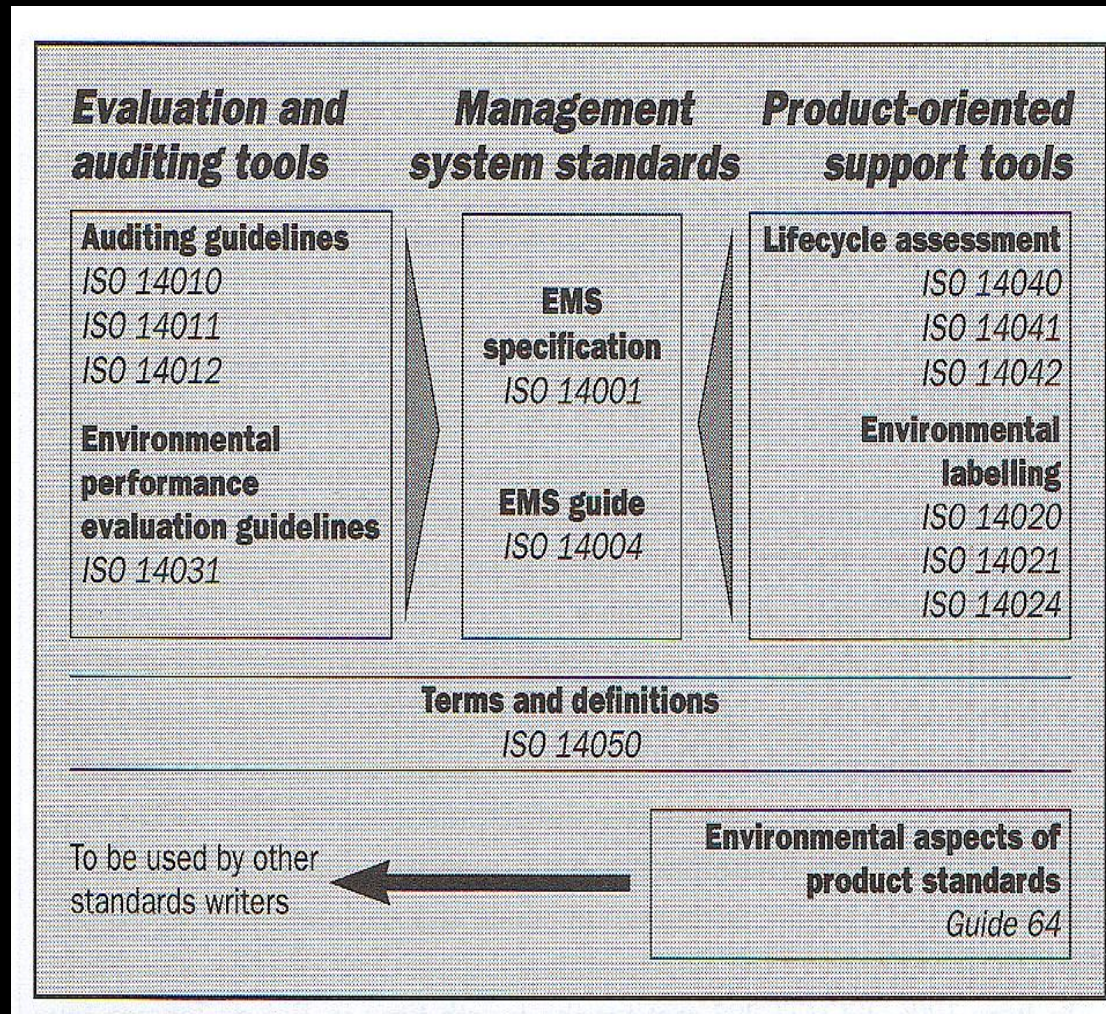 Evaluation and
auditing tools
Management
system standards
Product-oriented
support tools
Auditing guidelines
ISO 14010
ISO 14011
ISO 14012
Environmental
performance
evaluation guidelines
ISO 14031
EMS
specification
ISO 14001
EMS guide
ISO 14004
Lifecycle assessment
ISO 14040
ISO 14041
ISO 14042
Environmental
labelling
ISO 14020
ISO 14021
ISO 14024
Terms and definitions
ISO 14050
To be used by other
standards writers
Environmental aspects of
product standards
Guide 64